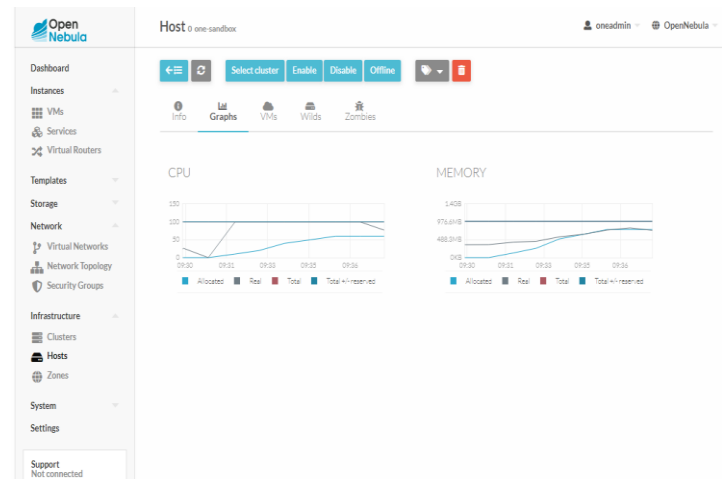 Open
Nebula
Host 0 one-sandbox
oneadmin
OpenNebula
Dashboard
Instances
VMs
Services
Virtual Routers
Templates
Storage
Network
Virtual Networks
Network Topology
Security Groups
Infrastructure
Clusters
Hosts
Zones
System
Settings
Support
Not connected
Select cluster Enable Disable Offline
Info Graphs VMs Wilds Zombies
CPU
150
100
50
0
09:30 09:31 09:33 09:35 09:36
Allocated Real Total Total +/- reserved
MEMORY
1.4GB
976.6MB
488.3MB
0KB
09:30 09:31 09:33 09:35 09:36
Allocated Real Total Total +/- reserved